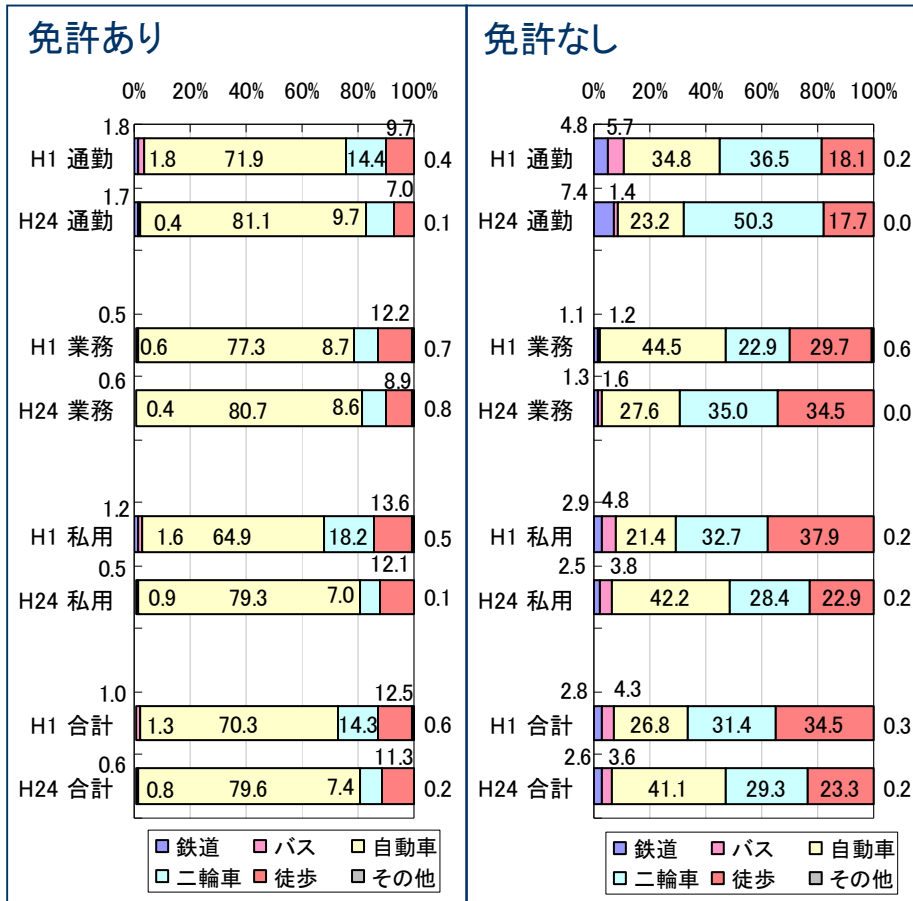 免許あり
0% 20% 40% 60% 80% 100%
1.8 9.7
H1 通勤 1.8 71.9 14.4 0.4
1.7 7.0
H24 通勤 0.4 81.1 9.7 0.1
0.5 12.2
H1 業務 0.6 77.3 8.7 0.7
0.6 8.9
H24 業務 0.4 80.7 8.6 0.8
1.2 13.6
H1 私用 1.6 64.9 18.2 0.5
0.5 12.1
H24 私用 0.9 79.3 7.0 0.1
1.0 12.5
H1 合計 1.3 70.3 14.3 0.6
0.6 11.3
H24 合計 0.8 79.6 7.4 0.2
鉄道 バス 自動車
二輪車 徒歩 その他
免許なし
0% 20% 40% 60% 80% 100%
4.8 5.7
H1 通勤 34.8 36.5 18.1 0.2
7.4 1.4
H24 通勤 23.2 50.3 17.7 0.0
1.1 1.2
H1 業務 44.5 22.9 29.7 0.6
1.3 1.6
H24 業務 27.6 35.0 34.5 0.0
2.9 4.8
H1 私用 21.4 32.7 37.9 0.2
2.5 3.8
H24 私用 42.2 28.4 22.9 0.2
2.8 4.3
H1 合計 26.8 31.4 34.5 0.3
2.6 3.6
H24 合計 41.1 29.3 23.3 0.2
鉄道 バス 自動車
二輪車 徒歩 その他